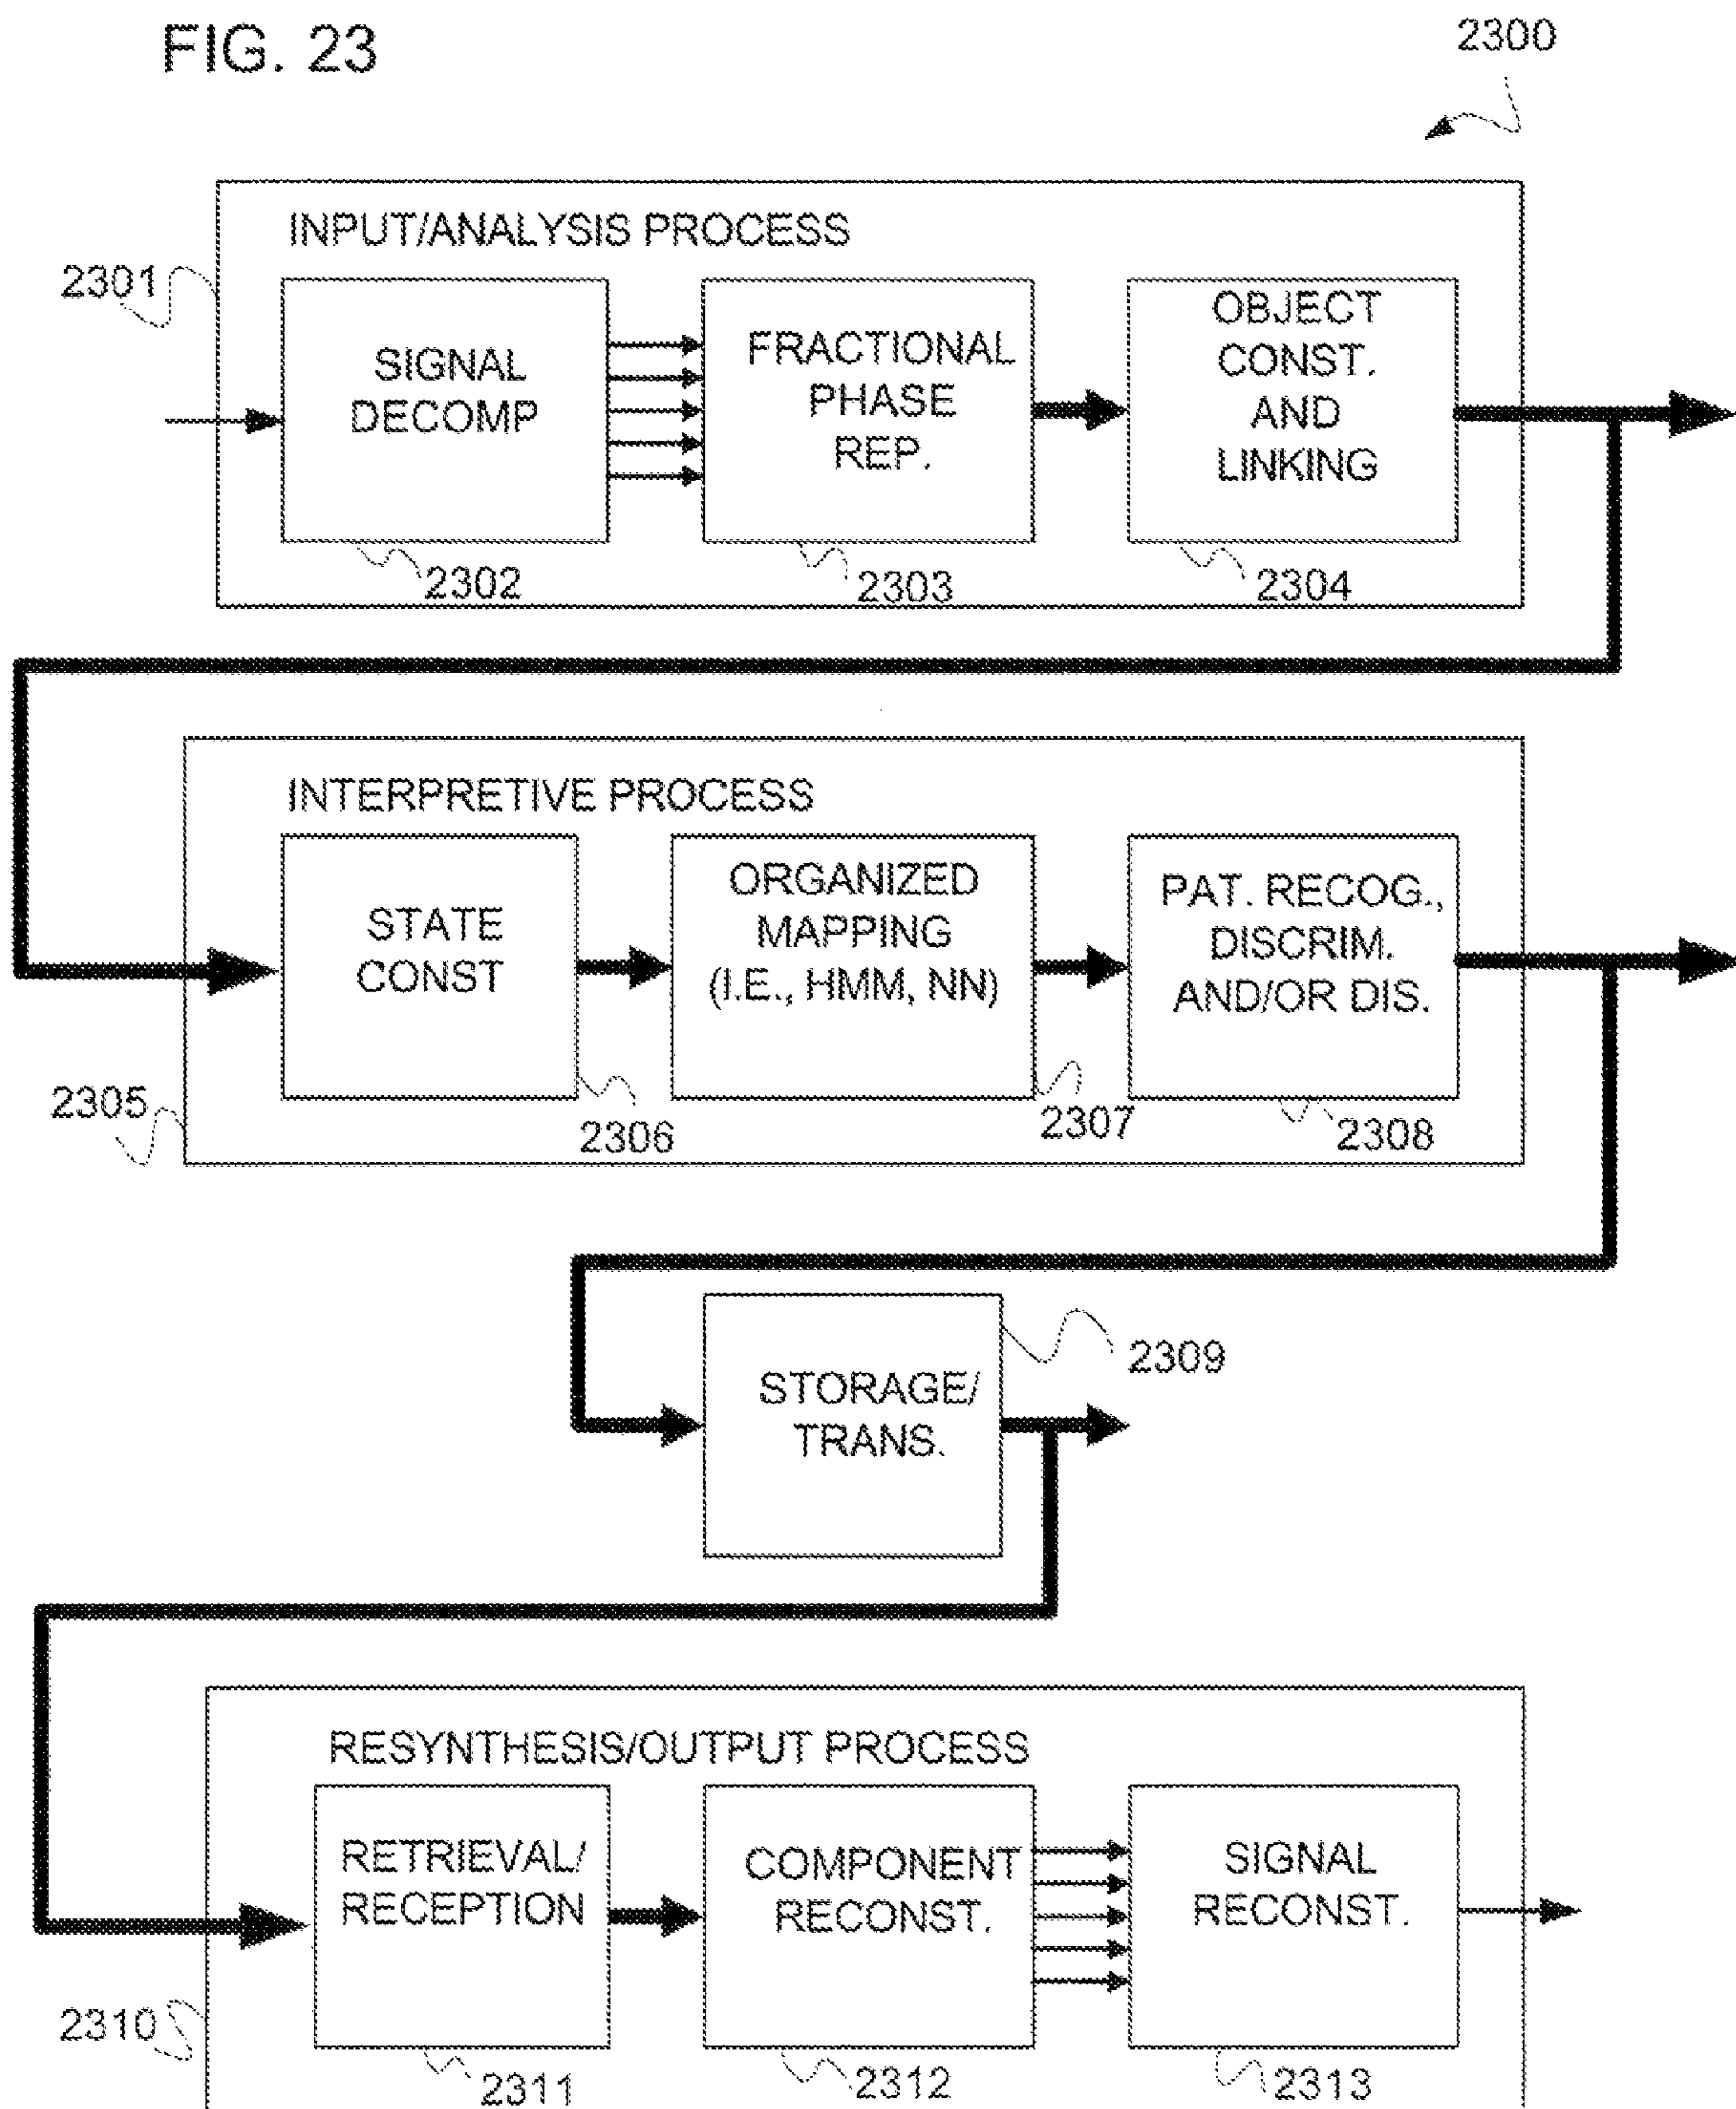 FIG. 23
2300
INPUT/ANALYSIS PROCESS
2301
SIGNAL
DECOMP
FRACTIONAL
PHASE
REP.
OBJECT
CONST.
AND
LINKING
2302
2303
2304
INTERPRETIVE PROCESS
STATE
CONST
ORGANIZED
MAPPING
(I.E., HMM, NN)
PAT. RECOG.,
DISCRIM.
AND/OR DIS.
2305
2306
2307
2308
STORAGE/
TRANS.
2309
RESYNTHESIS/OUTPUT PROCESS
RETRIEVAL/
RECEPTION
COMPONENT
RECONST.
SIGNAL
RECONST.
2310
2311
2312
2313